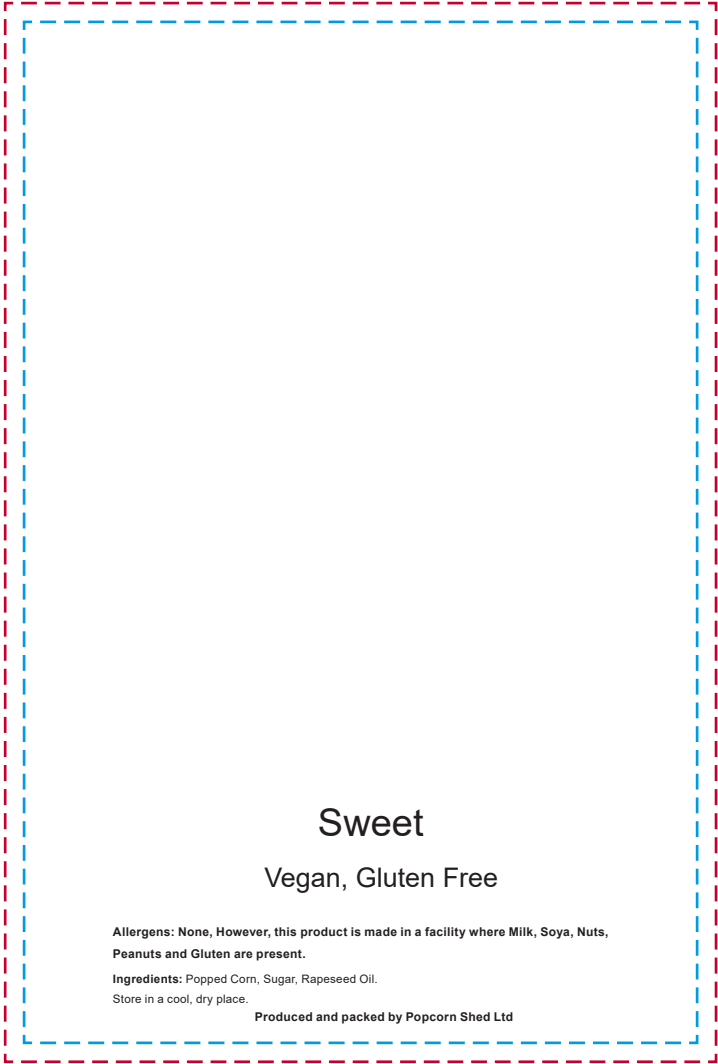 Sweet
Vegan, Gluten Free
Allergens: None, However, this product is made in a facility where Milk, Soya, Nuts,
Peanuts and Gluten are present.
Ingredients: Popped Corn, Sugar, Rapeseed Oil.
Store in a cool, dry place.
Produced and packed by Popcorn Shed Ltd